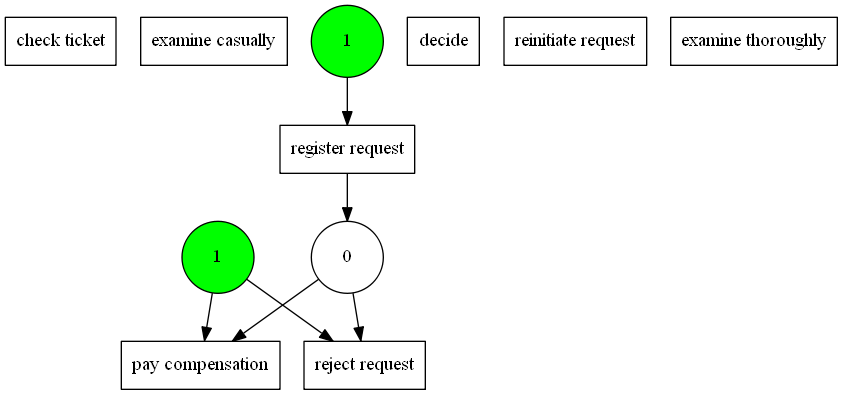 check ticket
examine casually
1
decide
reinitiate request
examine thoroughly
register request
1
0
pay compensation
reject request